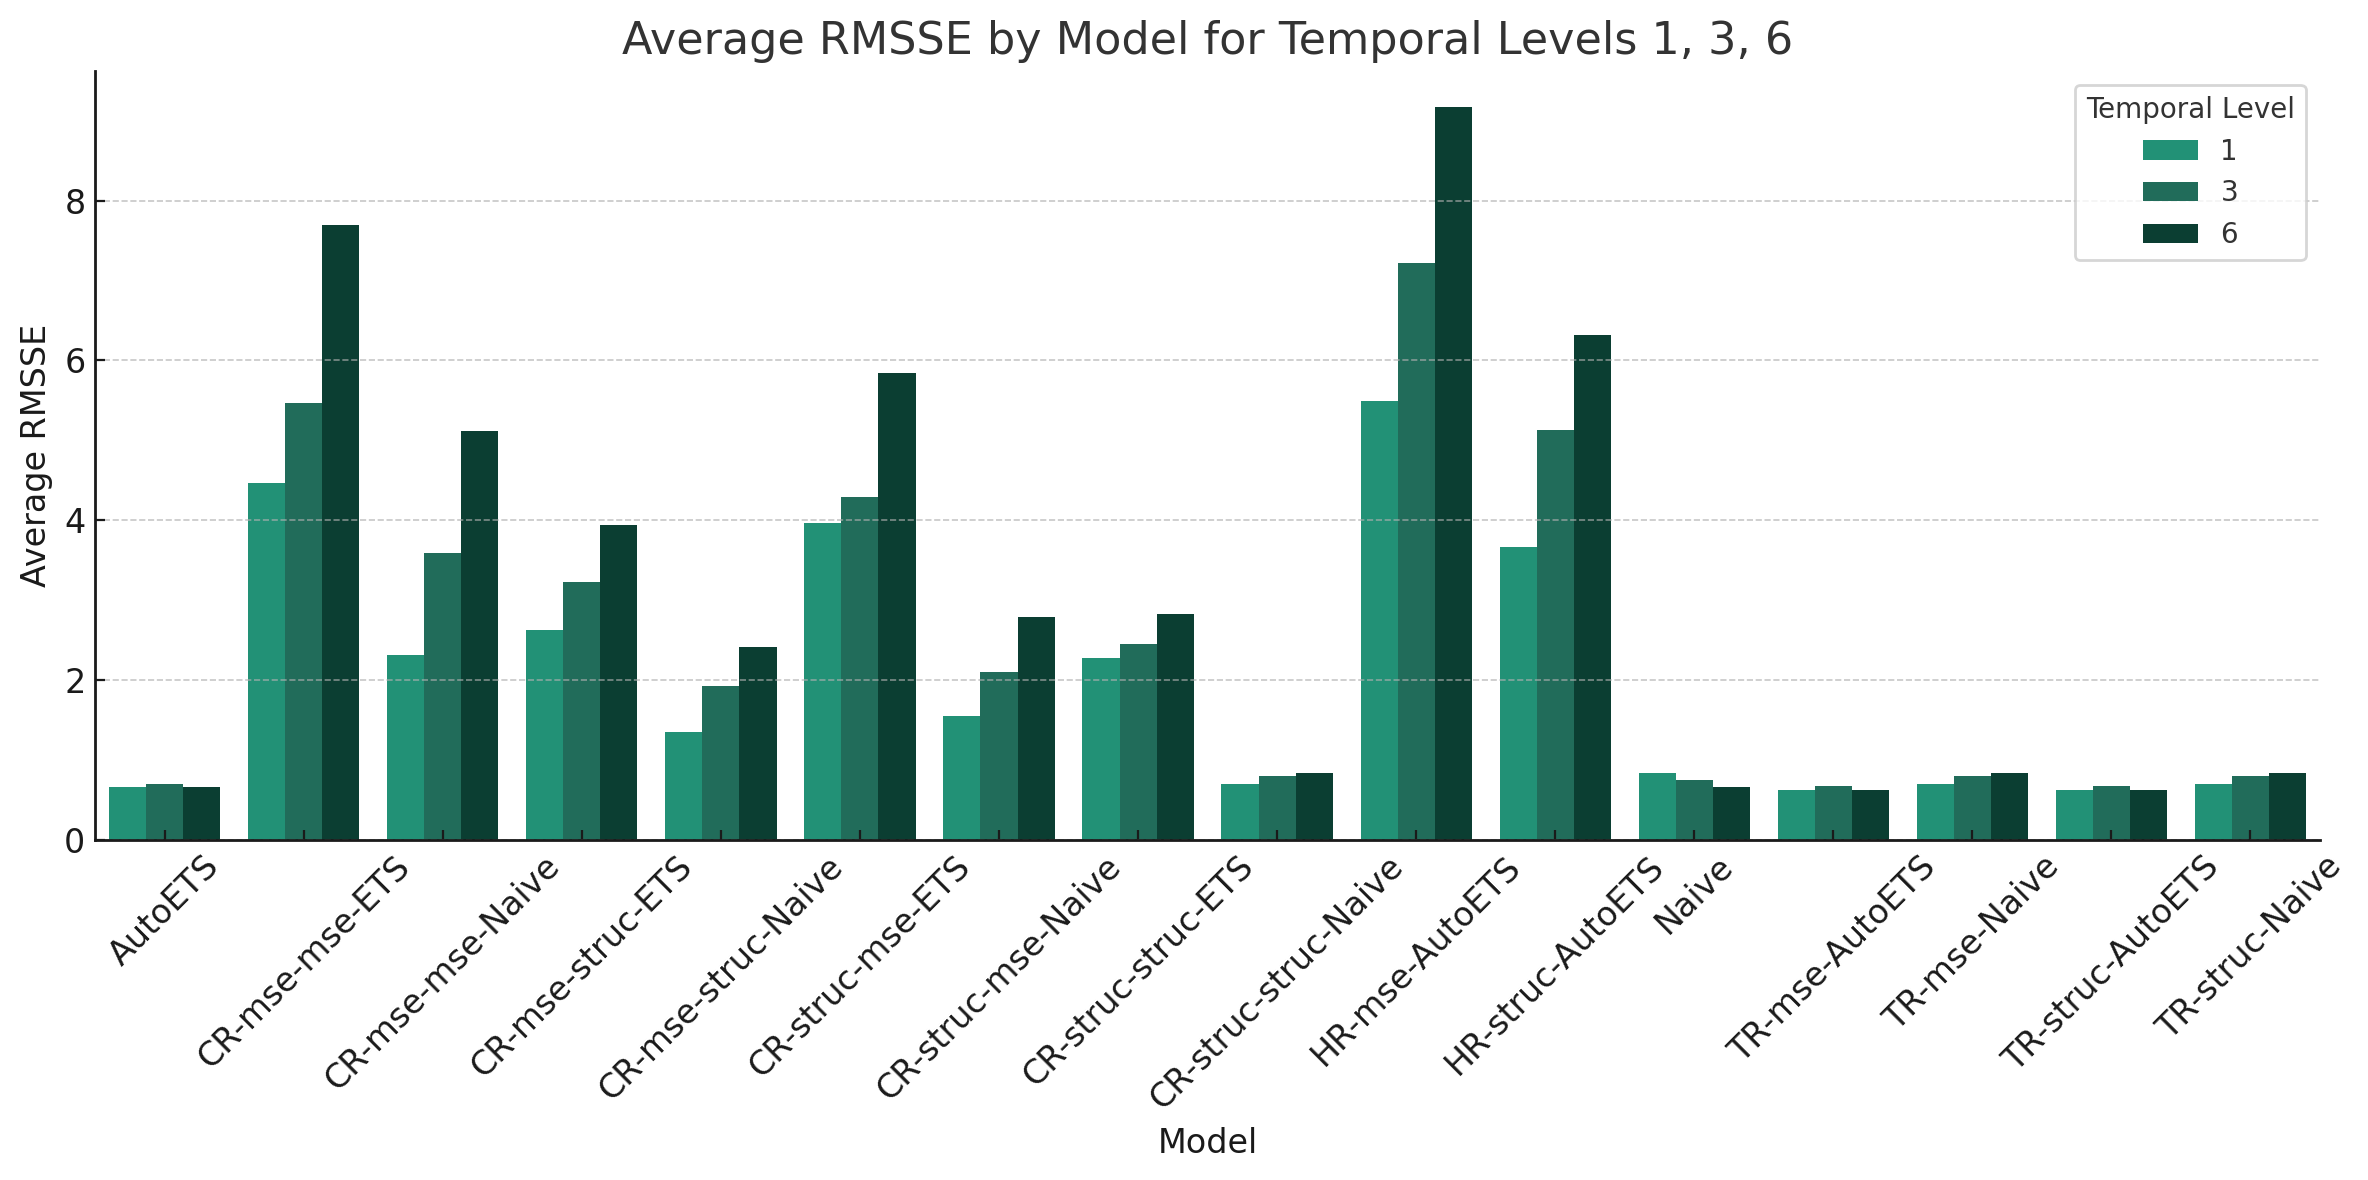 Average RMSSE by Model for Temporal Levels 1, 3, 6
Temporal Level
1
3
6
Average RMSSE
8
6
4
2
0
AutoETS
CR-mse-mse-ETS
CR-mse-mse-Naive
CR-mse-struc-ETS
CR-mse-struc-Naive
CR-struc-mse-ETS
CR-struc-mse-Naive
CR-struc-struc-ETS
CR-struc-struc-Naive
HR-mse-AutoETS
HR-struc-AutoETS
Naive
TR-mse-AutoETS
TR-mse-Naive
TR-struc-AutoETS
TR-struc-Naive
Model